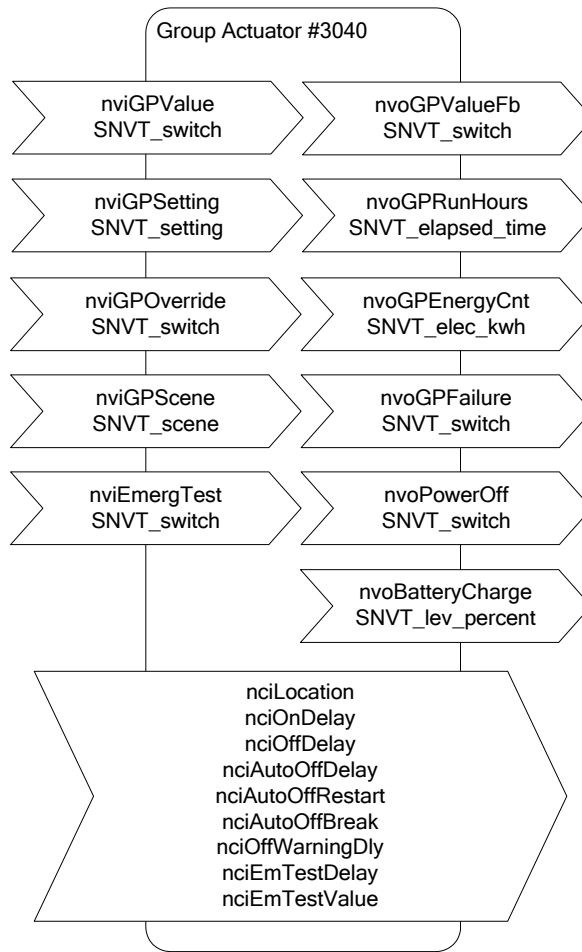 Group Actuator #3040
nviGPValue
SNVT_switch
nvoGPValueFb
SNVT_switch
nviGPSetting
SNVT_setting
nvoGPRunHours
SNVT_elapsed_time
nviGPOverride
SNVT_switch
nvoGPEnergyCnt
SNVT_elec_kwh
nviGPScene
SNVT_scene
nvoGPFailure
SNVT_switch
nviEmergTest
SNVT_switch
nvoPowerOff
SNVT_switch
nvoBatteryCharge
SNVT_lev_percent
nciLocation
nciOnDelay
nciOffDelay
nciAutoOffDelay
nciAutoOffRestart
nciAutoOffBreak
nciOffWarningDly
nciEmTestDelay
nciEmTestValue